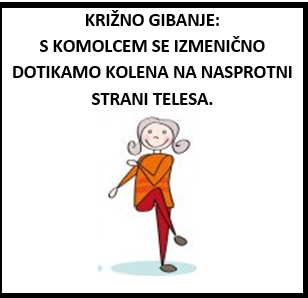 KRIŽNO GIBANJE:
S KOMOLCEM SE IZMENIČNO
DOTIKAMO KOLENA NA NASPROTNI
STRANI TELESA.